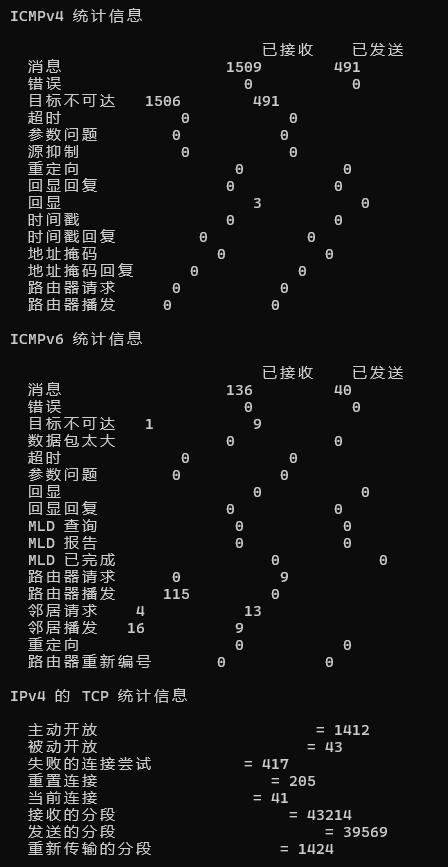 ICMPv4 统计信息
已接收 已发送
消息 1509 491
错误 0 0
目标不可达 1506 491
超时 0 0
参数问题 0 0
源抑制 0 0
重定向 0 0
回显回复 0 0
回显 3 0
时间戳 0 0
时间戳回复 0 0
地址掩码 0 0
地址掩码回复 0 0
路由器请求 0 0
路由器播发 0 0
ICMPv6 统计信息
已接收 已发送
消息 136 40
错误 0 0
目标不可达 1 9
数据包太大 0 0
超时 0 0
参数问题 0 0
回显 0 0
回显回复 0 0
MLD 查询 0 0
MLD 报告 0 0
MLD 已完成 0 0
路由器请求 0 9
路由器播发 115 0
邻居请求 4 13
邻居播发 16 9
重定向 0 0
路由器重新编号 0 0
IPv4 的 TCP 统计信息
主动开放 = 1412
被动开放 = 43
失败的连接尝试 = 417
重置连接 = 205
当前连接 = 41
接收的分段 = 43214
发送的分段 = 39569
重新传输的分段 = 1424